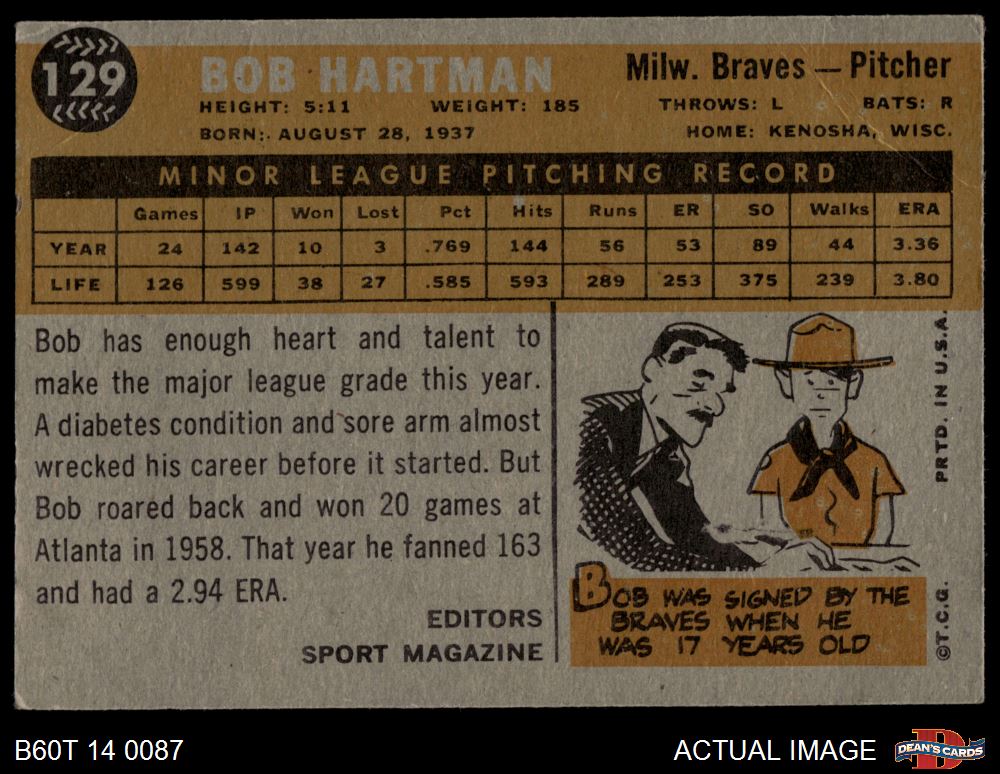 129
BOB HARTMAN
Milw. Braves — Pitcher
HEIGHT: 5:11 WEIGHT: 185 THROWS: L BATS: R
BORN: AUGUST 28, 1937 HOME: KENOSHA, WISC.
MINOR LEAGUE PITCHING RECORD
Games IP Won Lost Pct Hits Runs ER SO Walks ERA
YEAR 24 142 10 3 .769 144 56 53 89 44 3.36
LIFE 126 599 38 27 .585 593 289 253 375 239 3.80
Bob has enough heart and talent to
make the major league grade this year.
A diabetes condition and sore arm almost
wrecked his career before it started. But
Bob roared back and won 20 games at
Atlanta in 1958. That year he fanned 163
and had a 2.94 ERA.
EDITORS
SPORT MAGAZINE
BOB WAS SIGNED BY THE
BRAVES WHEN HE
WAS 17 YEARS OLD
PRTD. IN U.S.A.
©T.C.G.
B60T 14 0087
ACTUAL IMAGE
D
DEAN'S CARDS